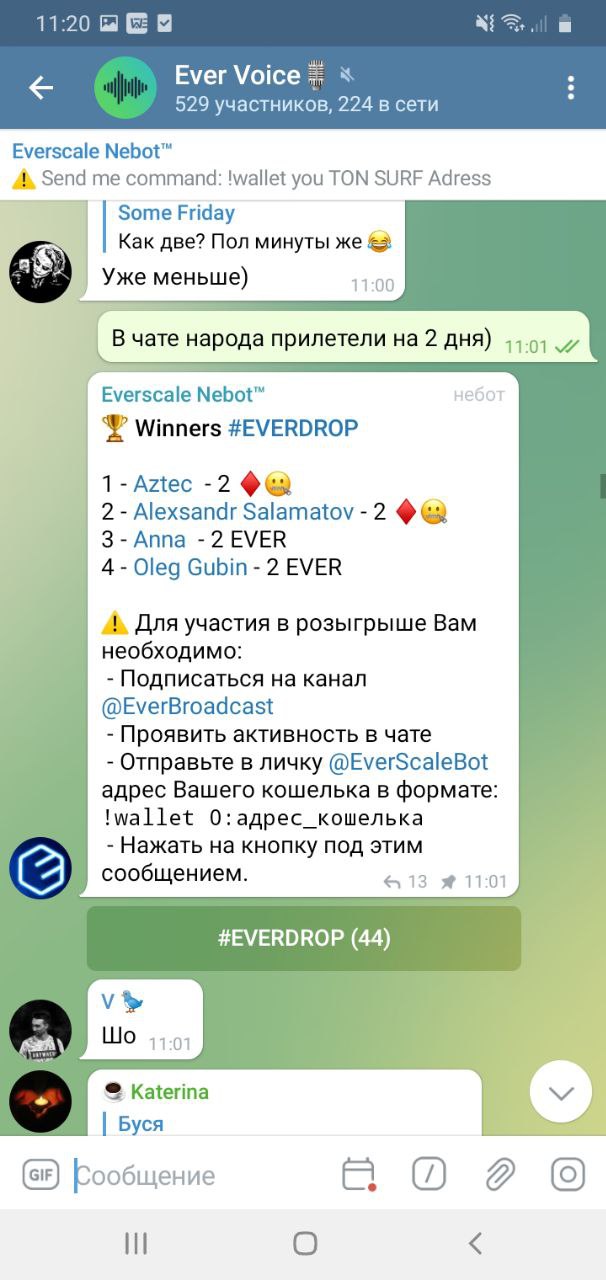 11:20
Ever Voice🎙
529 участников, 224 в сети
Everscale Nebot™
⚠️ Send me command: !wallet you TON SURF Adress
Some Friday
Как две? Пол минуты же 😂
Уже меньше)
11:00
В чате народа прилетели на 2 дня)
11:01
Everscale Nebot™
небот
🏆 Winners #EVERDROP
1 - Aztec - 2 ♦️🤐
2 - Alexsandr Salamatov - 2 ♦️🤐
3 - Anna - 2 EVER
4 - Oleg Gubin - 2 EVER
⚠️ Для участия в розыгрыше Вам
необходимо:
- Подписаться на канал
@EverBroadcast
- Проявить активность в чате
- Отправьте в личку @EverScaleBot
адрес Вашего кошелька в формате:
!wallet 0:адрес_кошелька
- Нажать на кнопку под этим
сообщением.
13
11:01
#EVERDROP (44)
V 🐦
Шо
11:01
☕ Katerina
Буся
GIF
Сообщение